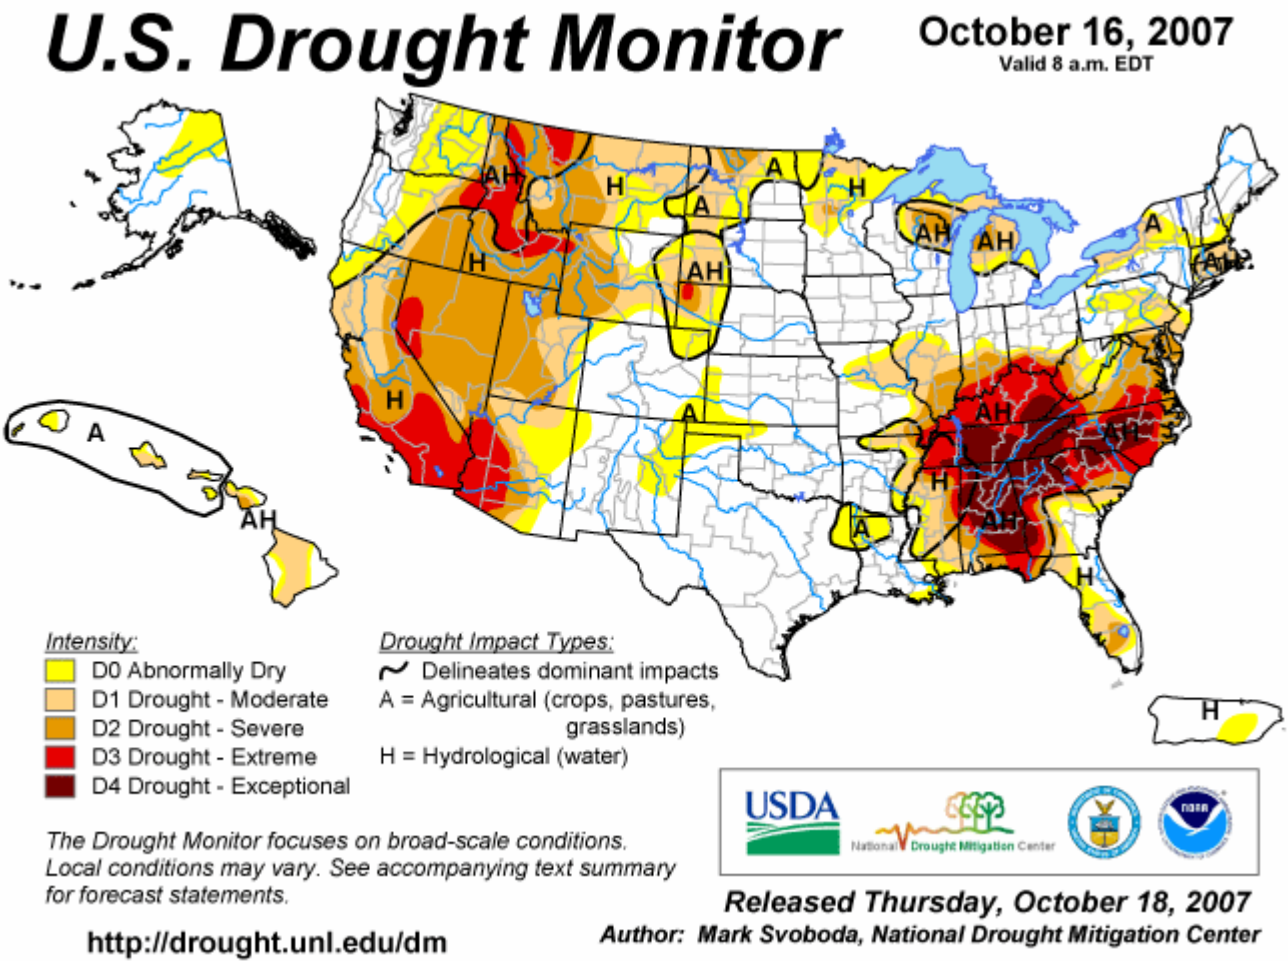 U.S. Drought Monitor
October 16, 2007
Valid 8 a.m. EDT
AH
H
A
A
H
A
AH
H
AH
AH
AH
H
A
AH
AH
H
AH
A
H
A
AH
H
Intensity:
D0 Abnormally Dry
D1 Drought - Moderate
D2 Drought - Severe
D3 Drought - Extreme
D4 Drought - Exceptional
Drought Impact Types:
Delineates dominant impacts
A = Agricultural (crops, pastures,
grasslands)
H = Hydrological (water)
The Drought Monitor focuses on broad-scale conditions.
Local conditions may vary. See accompanying text summary
for forecast statements.
http://drought.unl.edu/dm
USDA
National Drought Mitigation Center
NOAA
Released Thursday, October 18, 2007
Author: Mark Svoboda, National Drought Mitigation Center